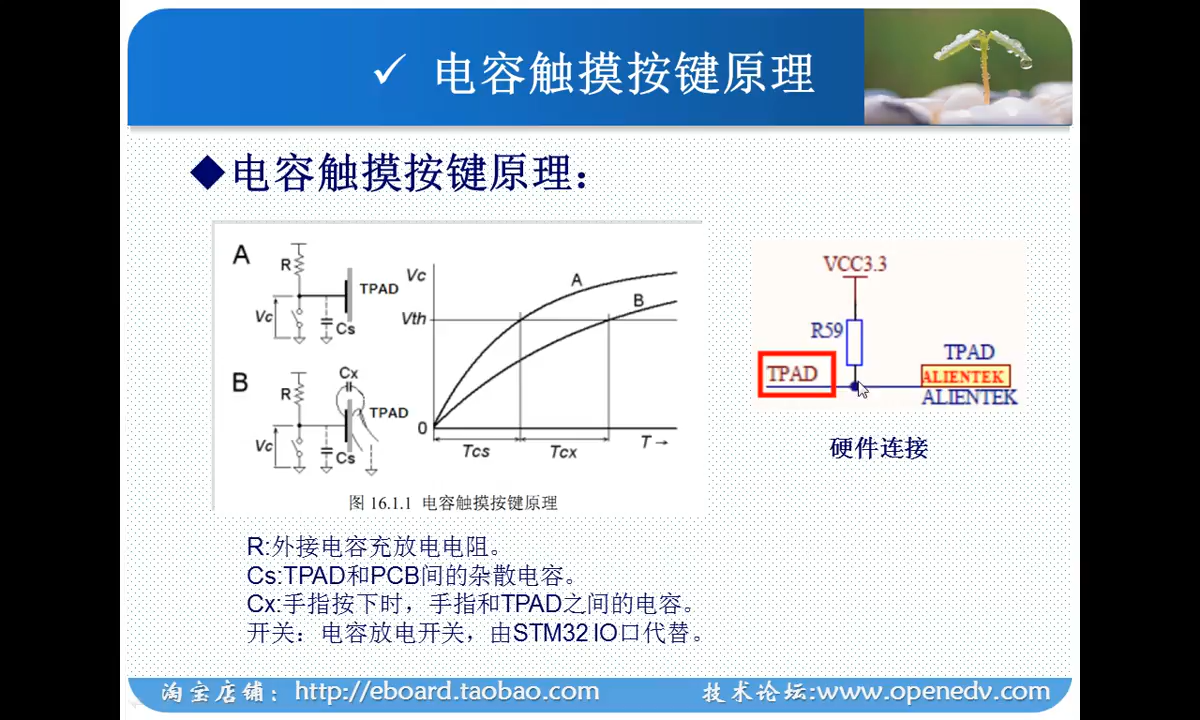 ✓ 电容触摸按键原理
◆电容触摸按键原理：
A
R
TPAD
Vc
Cs
B
Cx
R
TPAD
Vc
Cs
Vc
A
B
Vth
0
Tcs
Tcx
T→
图 16.1.1 电容触摸按键原理
VCC3.3
R59
TPAD
TPAD
ALIENTEK
ALIENTEK
硬件连接
R:外接电容充放电电阻。
Cs:TPAD和PCB间的杂散电容。
Cx:手指按下时，手指和TPAD之间的电容。
开关：电容放电开关，由STM32 IO口代替。
淘宝店铺：http://eboard.taobao.com
技术论坛:www.openedv.com